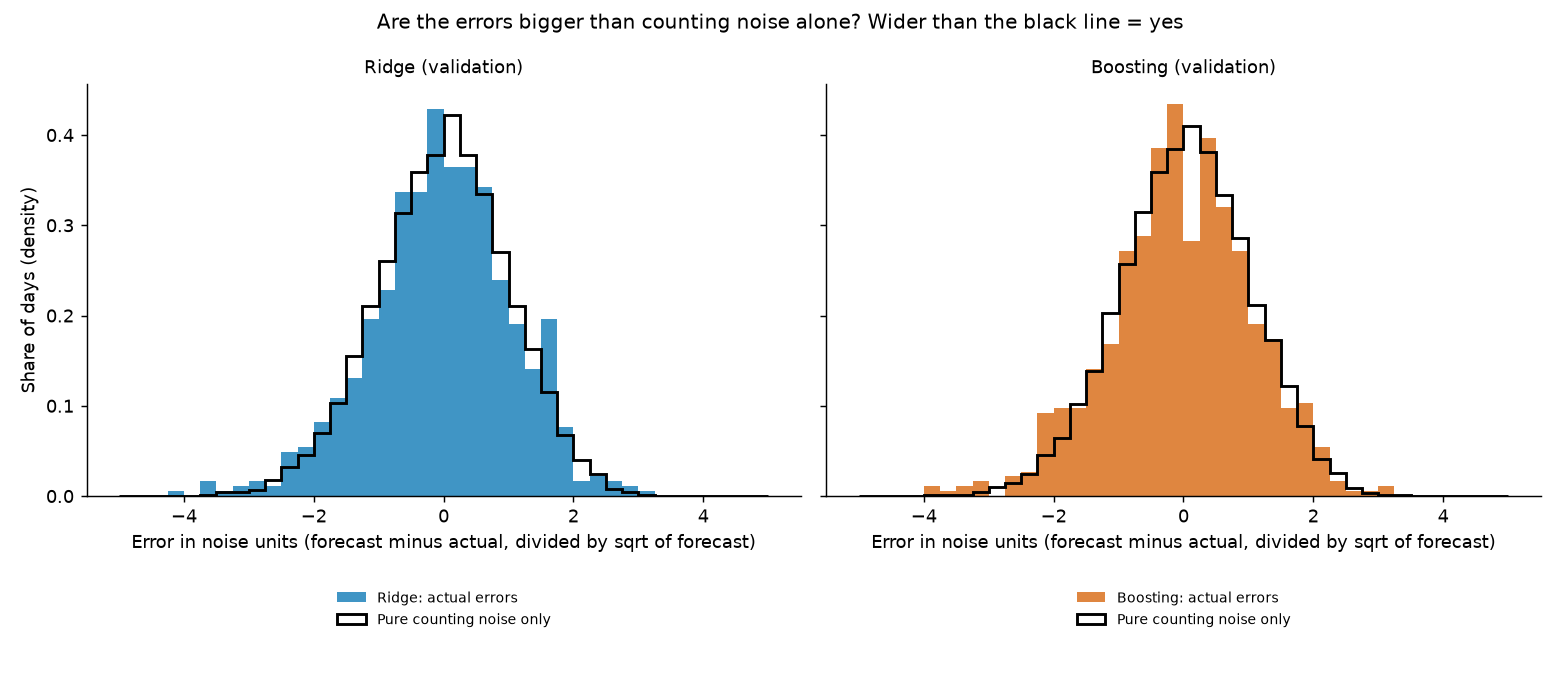 Are the errors bigger than counting noise alone? Wider than the black line = yes
Ridge (validation)
Boosting (validation)
Share of days (density)
0.4
0.3
0.2
0.1
0.0
−4 −2 0 2 4
−4 −2 0 2 4
Error in noise units (forecast minus actual, divided by sqrt of forecast)
Error in noise units (forecast minus actual, divided by sqrt of forecast)
Ridge: actual errors
Pure counting noise only
Boosting: actual errors
Pure counting noise only